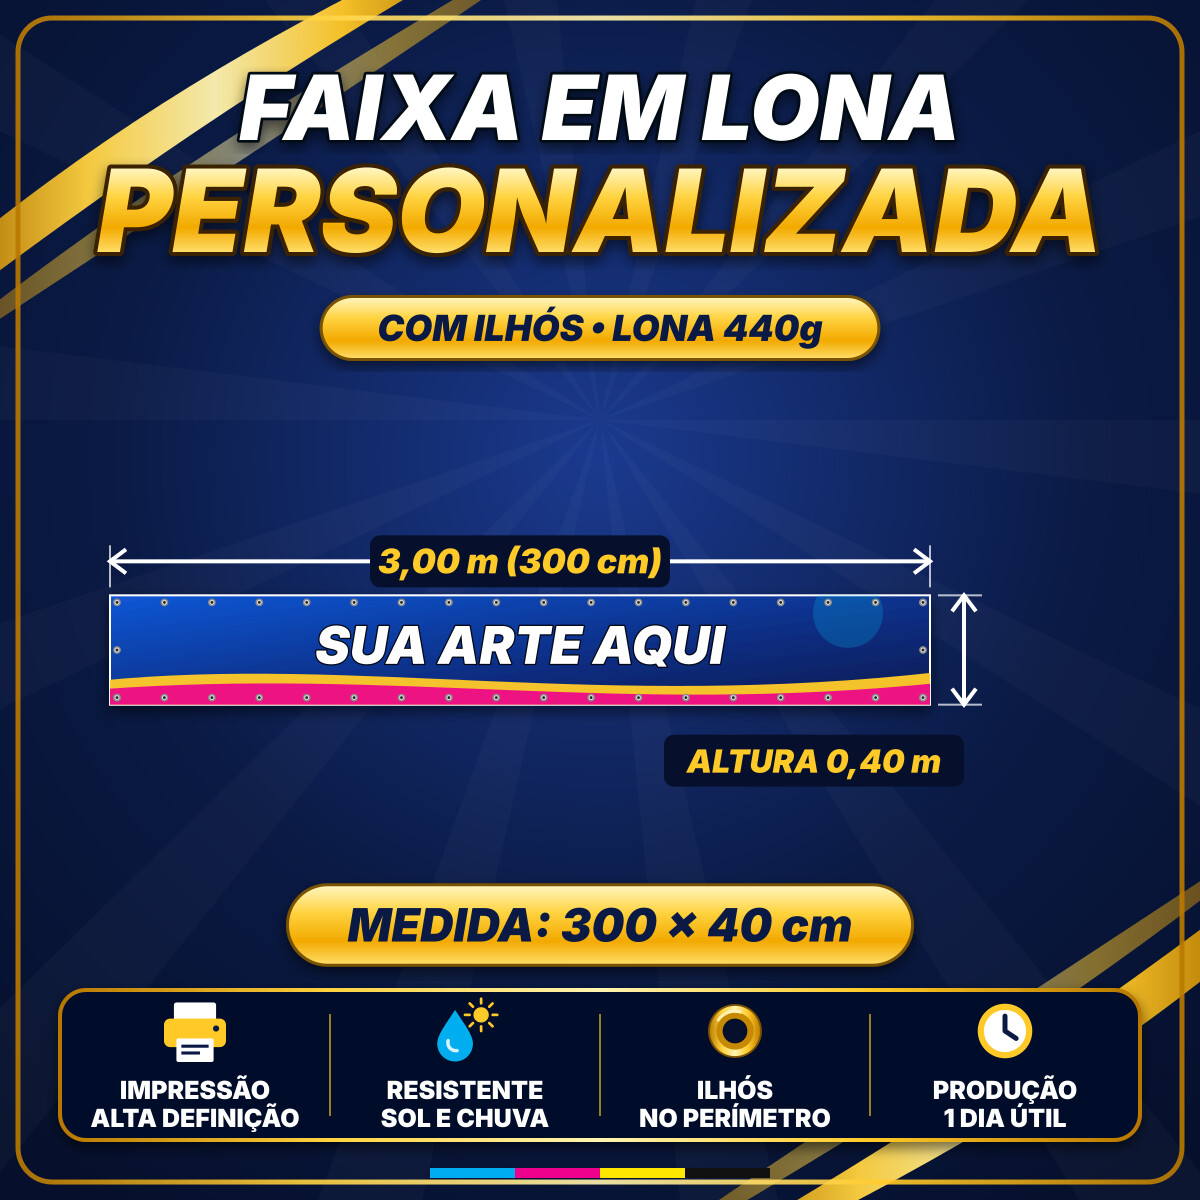 FAIXA EM LONA
PERSONALIZADA
COM ILHÓS • LONA 440g
3,00 m (300 cm)
SUA ARTE AQUI
ALTURA 0,40 m
MEDIDA: 300 × 40 cm
IMPRESSÃO
ALTA DEFINIÇÃO
RESISTENTE
SOL E CHUVA
ILHÓS
NO PERÍMETRO
PRODUÇÃO
1 DIA ÚTIL